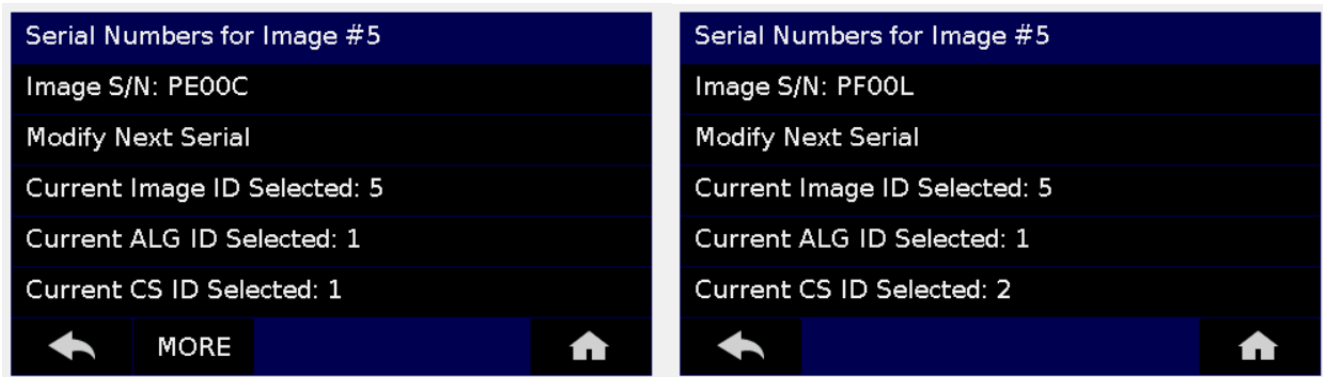 Serial Numbers for Image #5
Image S/N: PE00C
Modify Next Serial
Current Image ID Selected: 5
Current ALG ID Selected: 1
Current CS ID Selected: 1
MORE
Serial Numbers for Image #5
Image S/N: PF00L
Modify Next Serial
Current Image ID Selected: 5
Current ALG ID Selected: 1
Current CS ID Selected: 2